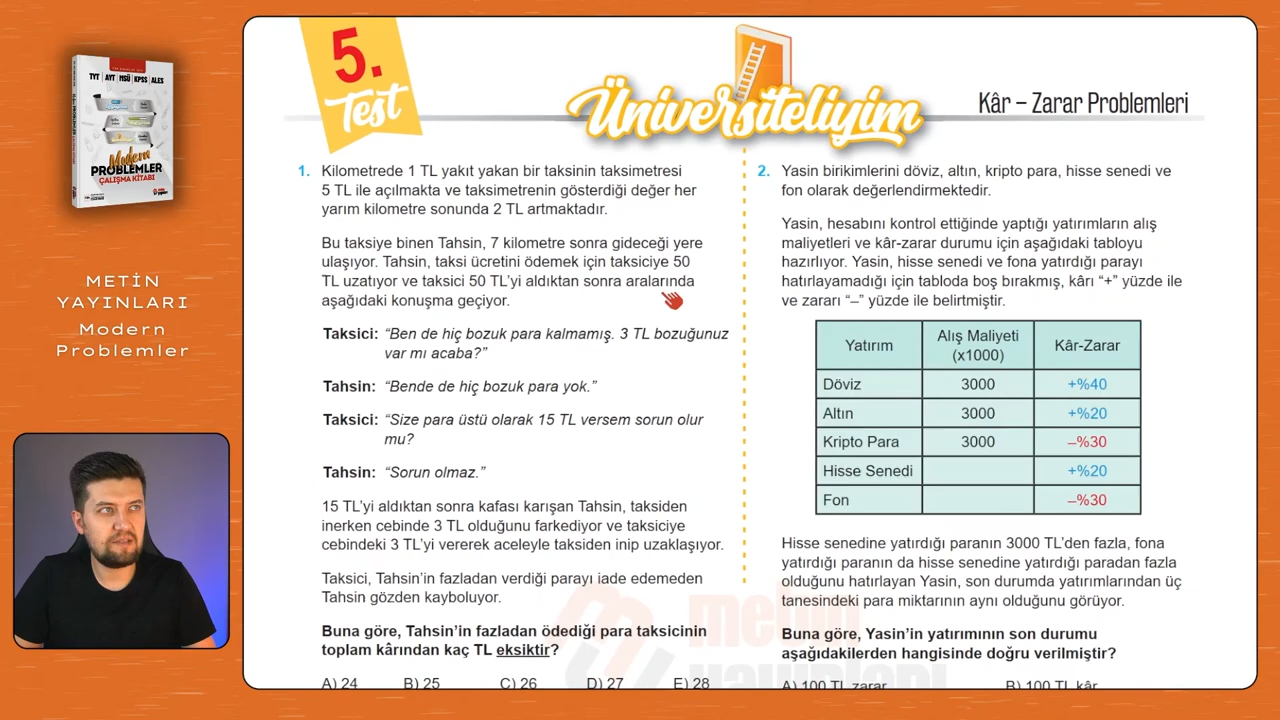 TYT AYT MSÜ KPSS ALES
Modern
PROBLEMLER
ÇALIŞMA KİTABI
METİN
YAYINLARI
Modern
Problemler
5.
Test
Üniversiteliyim
Kâr – Zarar Problemleri
1. Kilometrede 1 TL yakıt yakan bir taksinin taksimetresi
5 TL ile açılmakta ve taksimetrenin gösterdiği değer her
yarım kilometre sonunda 2 TL artmaktadır.
Bu taksiye binen Tahsin, 7 kilometre sonra gideceği yere
ulaşıyor. Tahsin, taksi ücretini ödemek için taksiciye 50
TL uzatıyor ve taksici 50 TL'yi aldıktan sonra aralarında
aşağıdaki konuşma geçiyor.
Taksici: “Ben de hiç bozuk para kalmamış. 3 TL bozuğunuz
var mı acaba?”
Tahsin: “Bende de hiç bozuk para yok.”
Taksici: “Size para üstü olarak 15 TL versem sorun olur
mu?
Tahsin: “Sorun olmaz.”
15 TL'yi aldıktan sonra kafası karışan Tahsin, taksiden
inerken cebinde 3 TL olduğunu farkediyor ve taksiciye
cebindeki 3 TL'yi vererek aceleyle taksiden inip uzaklaşıyor.
Taksici, Tahsin'in fazladan verdiği parayı iade edemeden
Tahsin gözden kayboluyor.
Buna göre, Tahsin'in fazladan ödediği para taksicinin
toplam kârından kaç TL eksiktir?
A) 24 B) 25 C) 26 D) 27 E) 28
2. Yasin birikimlerini döviz, altın, kripto para, hisse senedi ve
fon olarak değerlendirmektedir.
Yasin, hesabını kontrol ettiğinde yaptığı yatırımların alış
maliyetleri ve kâr-zarar durumu için aşağıdaki tabloyu
hazırlıyor. Yasin, hisse senedi ve fona yatırdığı parayı
hatırlayamadığı için tabloda boş bırakmış, kârı “+” yüzde ile
ve zararı “–” yüzde ile belirtmiştir.
Yatırım Alış Maliyeti (x1000) Kâr-Zarar
Döviz 3000 +%40
Altın 3000 +%20
Kripto Para 3000 –%30
Hisse Senedi +%20
Fon –%30
Hisse senedine yatırdığı paranın 3000 TL'den fazla, fona
yatırdığı paranın da hisse senedine yatırdığı paradan fazla
olduğunu hatırlayan Yasin, son durumda yatırımlarından üç
tanesindeki para miktarının aynı olduğunu görüyor.
Buna göre, Yasin'in yatırımının son durumu
aşağıdakilerden hangisinde doğru verilmiştir?
A) 100 TL zarar B) 100 TL kâr
metin
yayınları